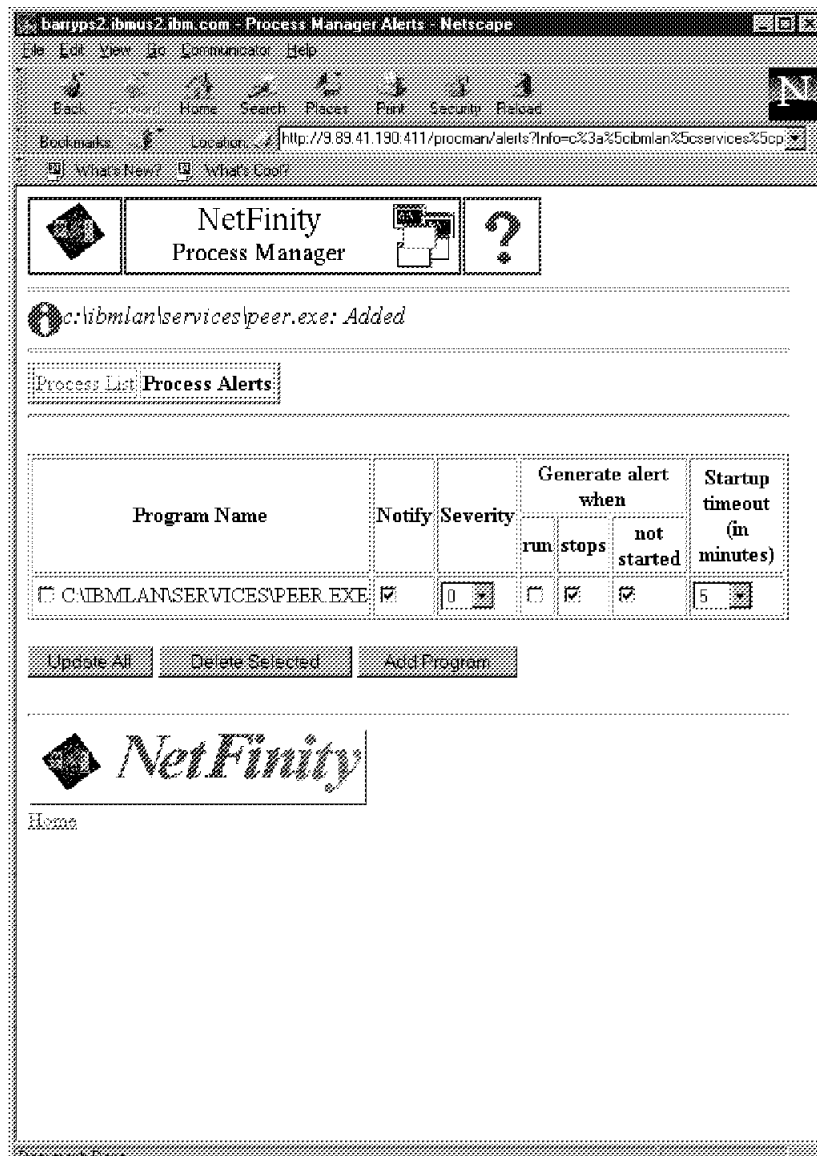 barryps2.ibmus2.ibm.com - Process Manager Alerts - Netscape
File Edit View Go Communicator Help
Back Forward Home Search Places Print Security Reload
Bookmarks Location: http://9.89.41.190:411/procman/alerts?Info=c%3a%5cibmlan%5cservices%5cp
What's New? What's Cool?
NetFinity
Process Manager
?
c:\ibmlan\services\peer.exe: Added
Process List Process Alerts
Program Name Notify Severity Generate alert when Startup timeout (in minutes)
run stops not started
C:\IBMLAN\SERVICES\PEER.EXE 0 5
Update All Delete Selected Add Program
NetFinity
Home